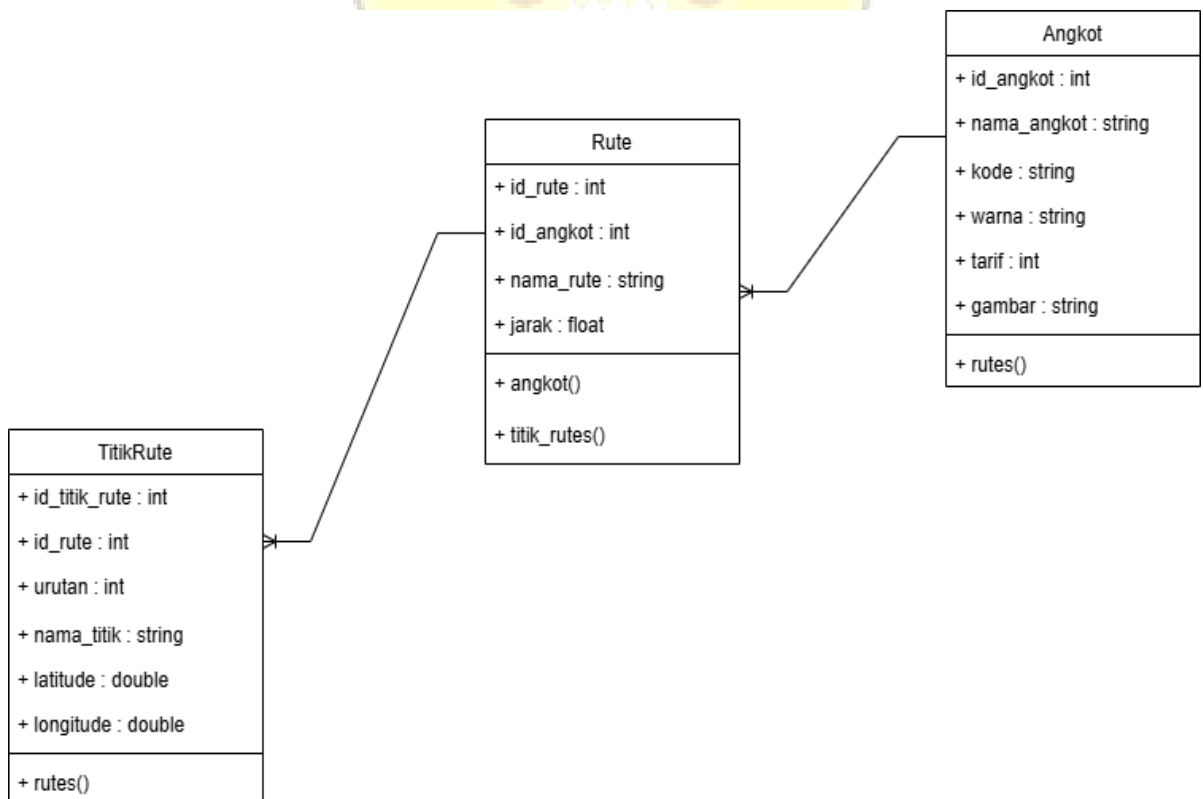 Angkot
+ id_angkot : int
+ nama_angkot : string
+ kode : string
+ warna : string
+ tarif : int
+ gambar : string
+ rutes()
Rute
+ id_rute : int
+ id_angkot : int
+ nama_rute : string
+ jarak : float
+ angkot()
+ titik_rutes()
TitikRute
+ id_titik_rute : int
+ id_rute : int
+ urutan : int
+ nama_titik : string
+ latitude : double
+ longitude : double
+ rutes()